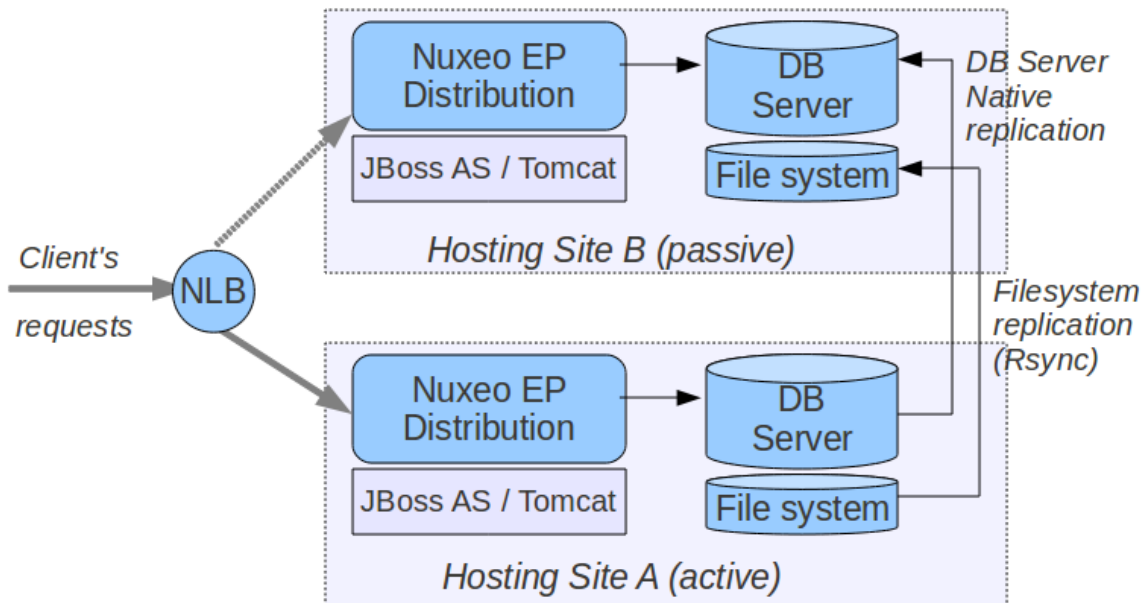 Nuxeo EP
Distribution
JBoss AS / Tomcat
DB
Server
File system
Hosting Site B (passive)
DB Server
Native
replication
Client's
requests
NLB
Filesystem
replication
(Rsync)
Nuxeo EP
Distribution
JBoss AS / Tomcat
DB
Server
File system
Hosting Site A (active)